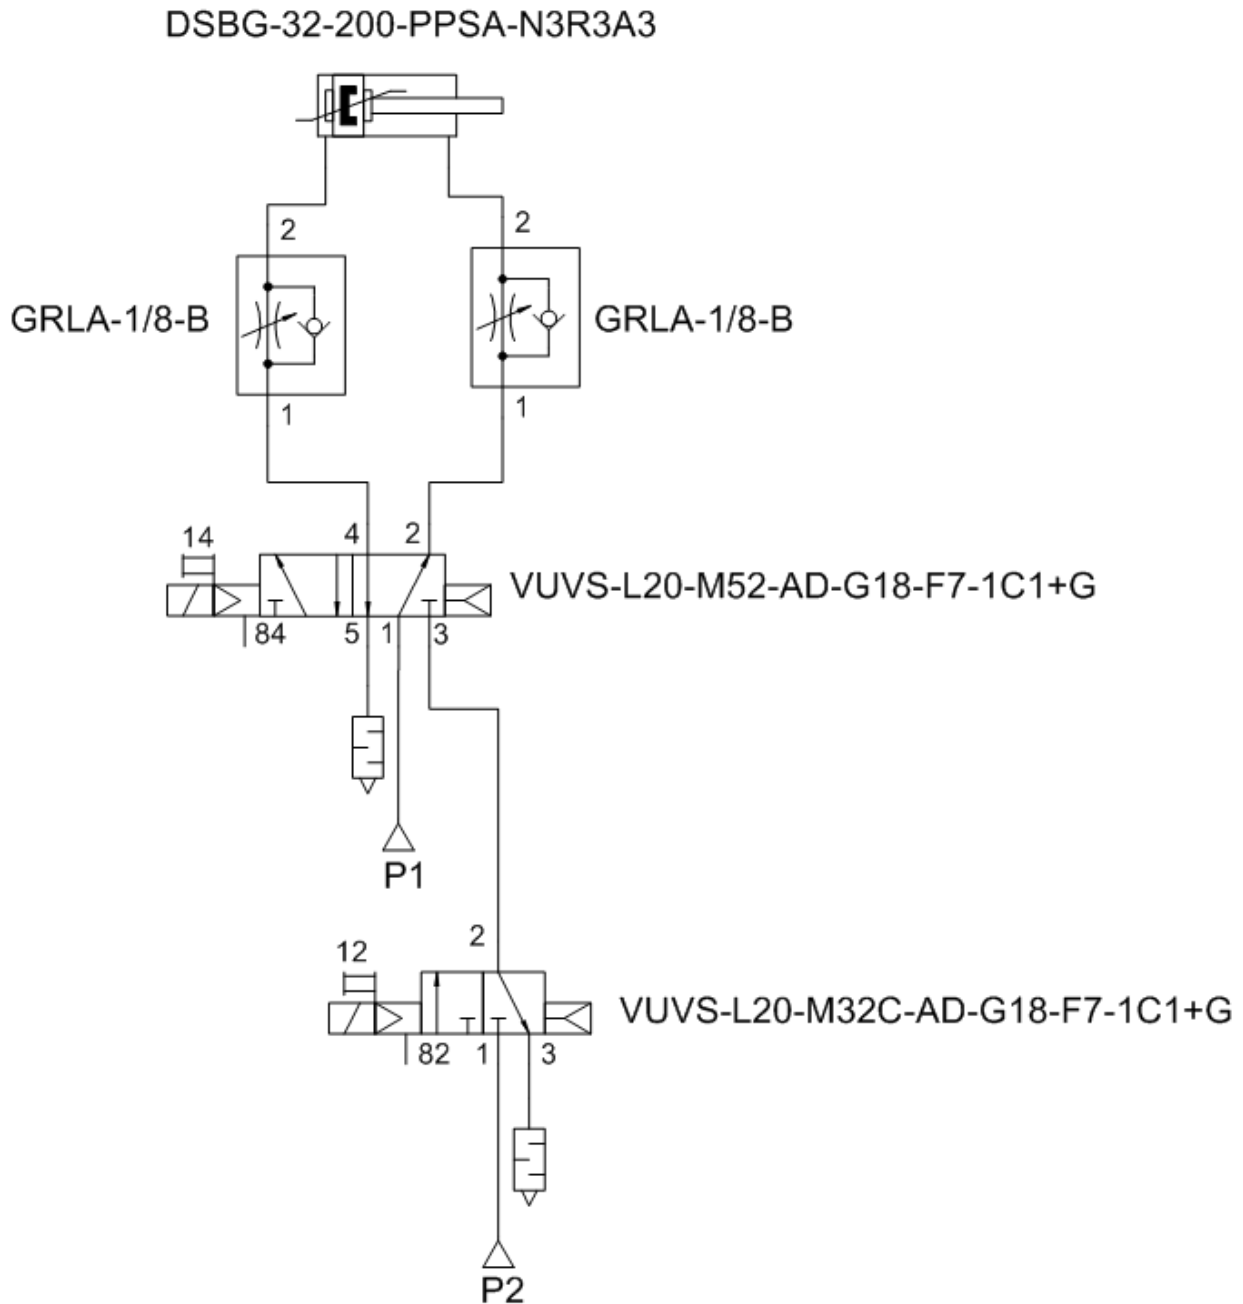 DSBG-32-200-PPSA-N3R3A3
2
2
GRLA-1/8-B
GRLA-1/8-B
1
1
14
4
2
VUVS-L20-M52-AD-G18-F7-1C1+G
84
5
1
3
P1
2
12
VUVS-L20-M32C-AD-G18-F7-1C1+G
82
1
3
P2